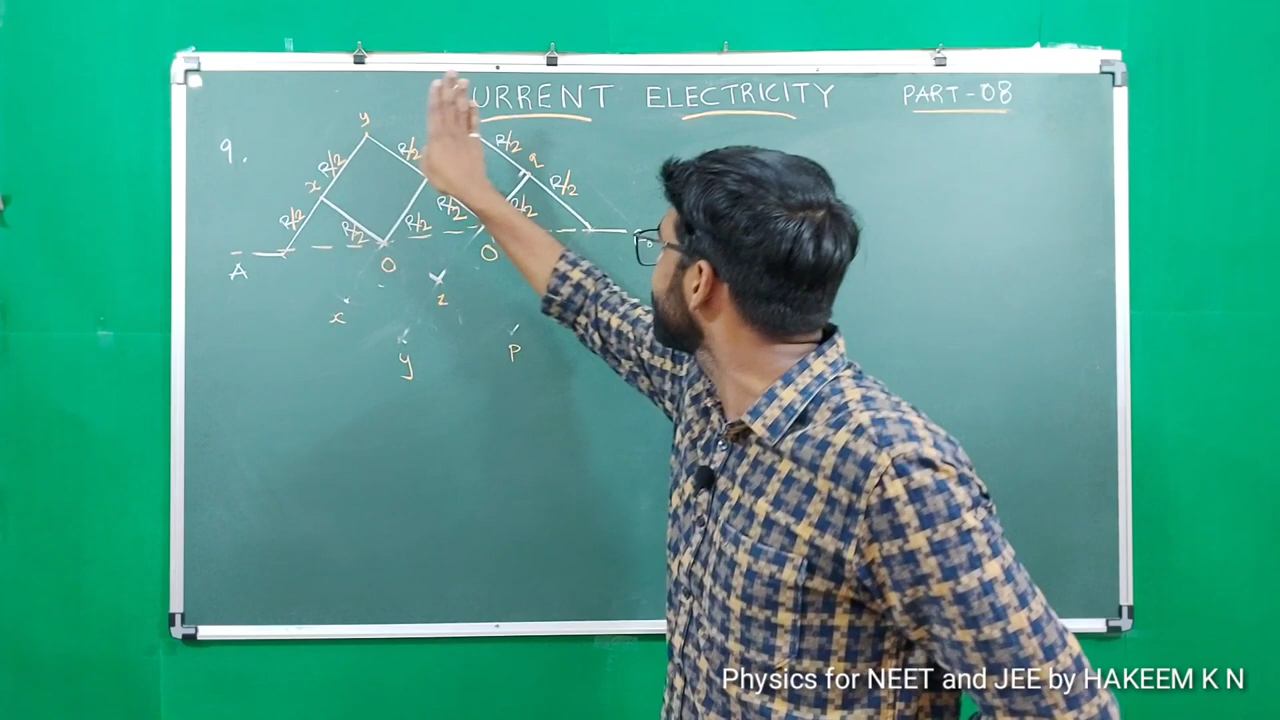 URRENT ELECTRICITY PART-08
9.
y
R/2 R/2 R/2 q
x R/2 R/2
R/2 R/2 R/2 R/2 R/2
A O O
x z
y P
Physics for NEET and JEE by HAKEEM K N